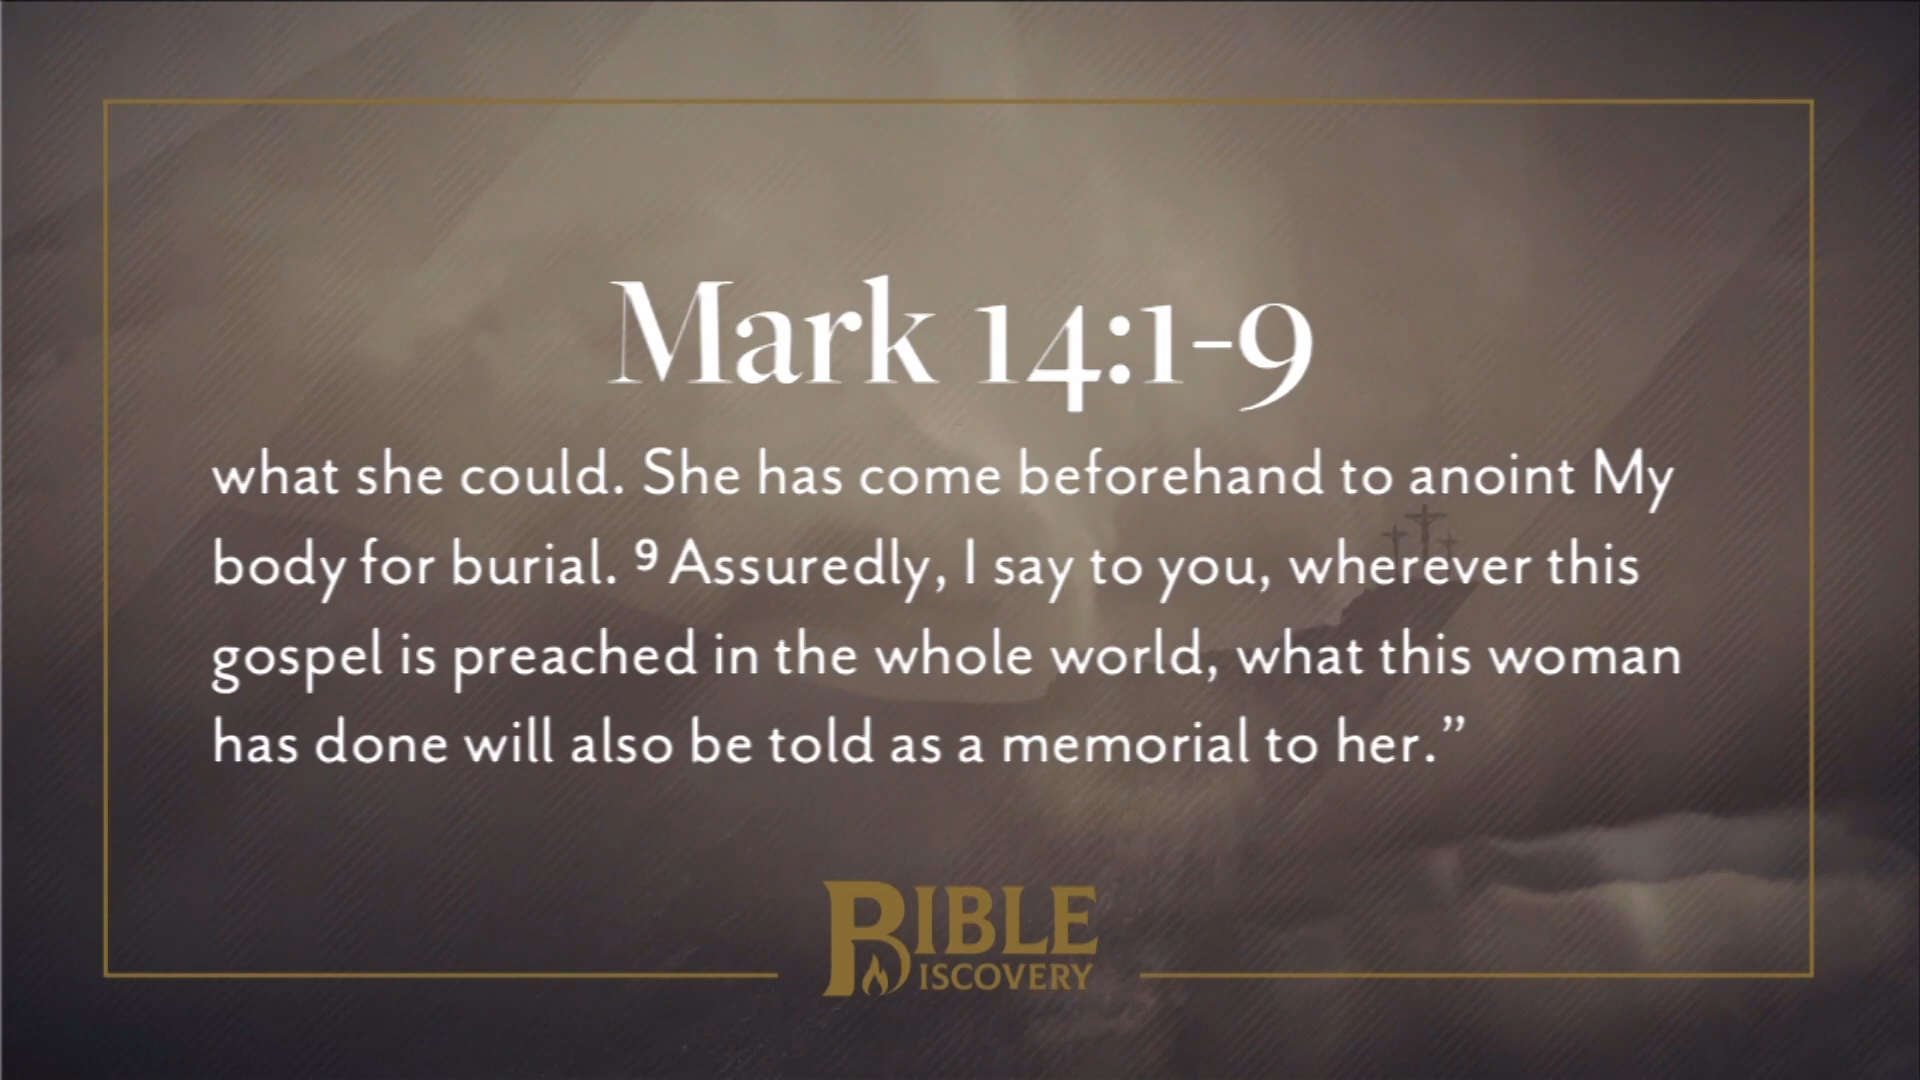 Mark 14:1-9
what she could. She has come beforehand to anoint My
body for burial. ⁹ Assuredly, I say to you, wherever this
gospel is preached in the whole world, what this woman
has done will also be told as a memorial to her.”
BIBLE
DISCOVERY